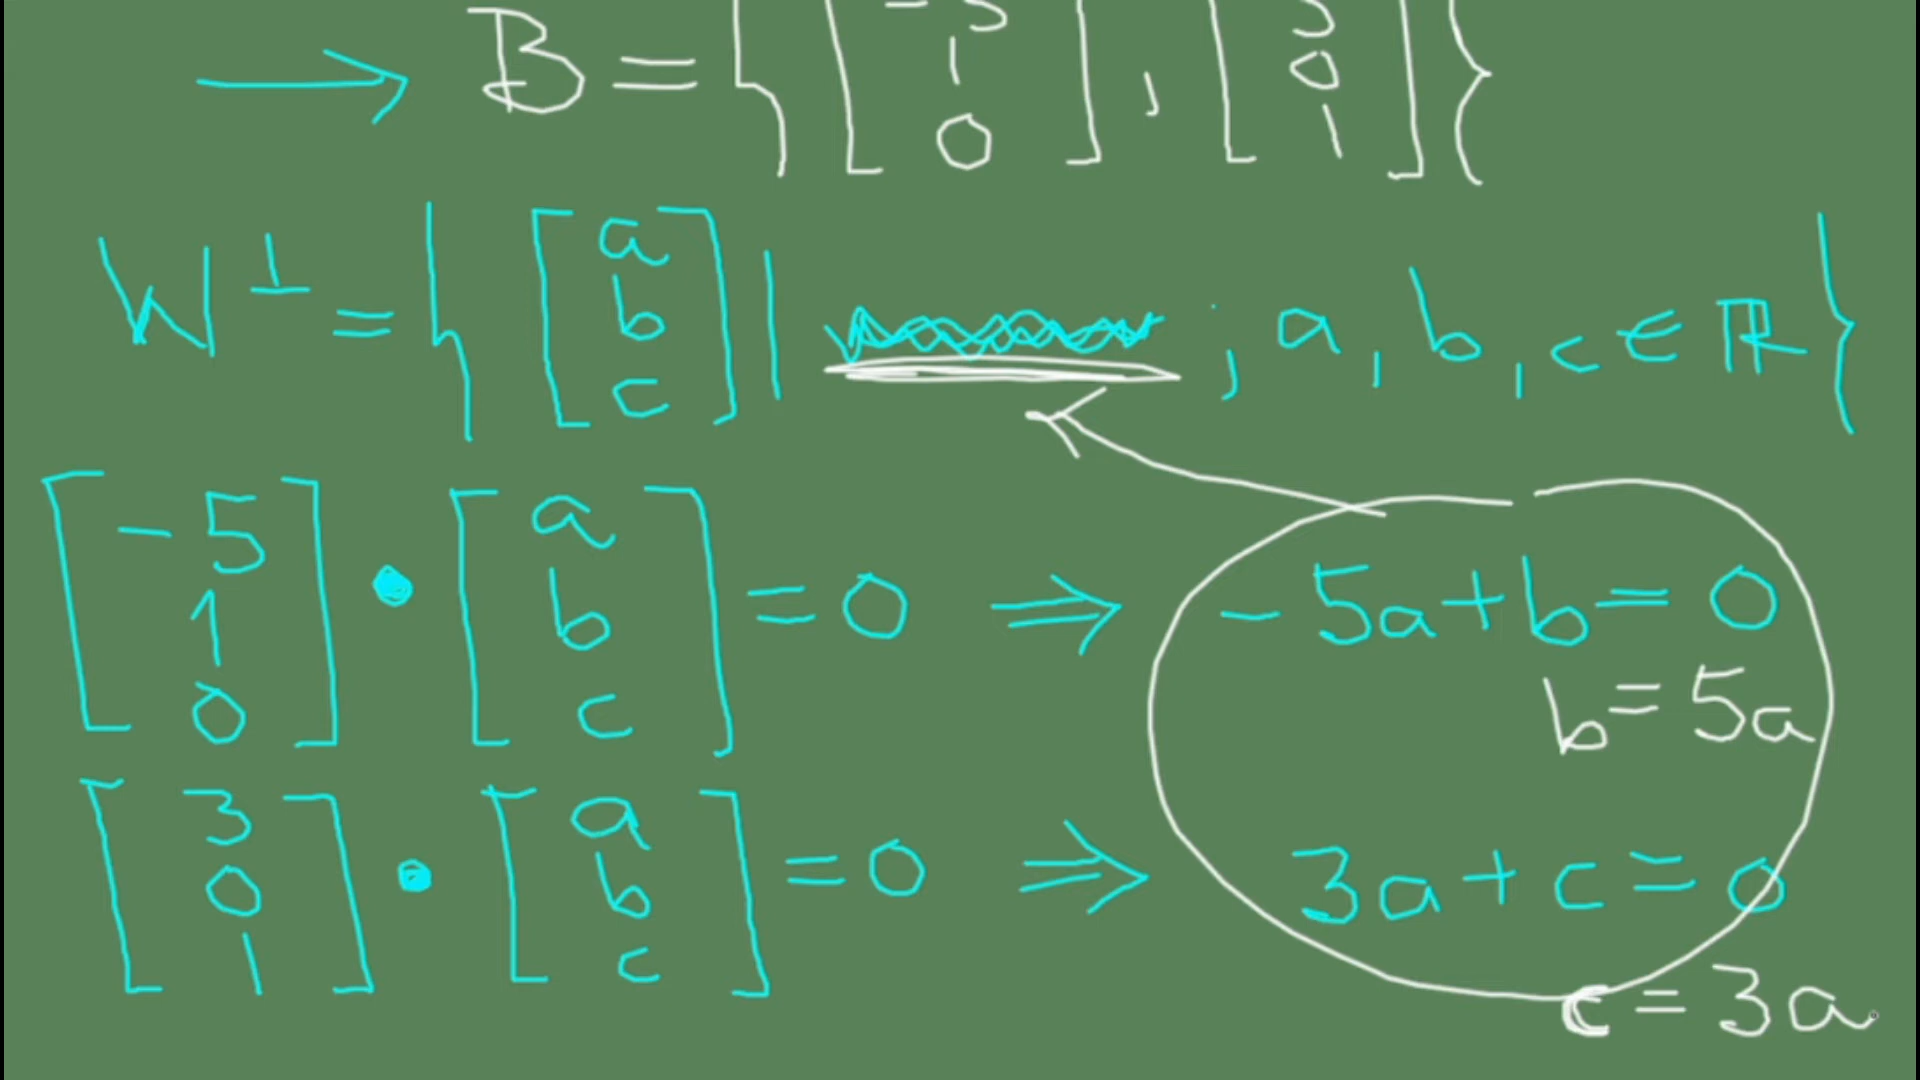 → B = { [ -5 1 0 ] , [ 3 0 1 ] }
W⊥ = { [ a b c ] | ; a, b, c ∈ ℝ }
[ -5 1 0 ] • [ a b c ] = 0 ⇒ -5a + b = 0
b = 5a
[ 3 0 1 ] • [ a b c ] = 0 ⇒ 3a + c = 0
c = 3a